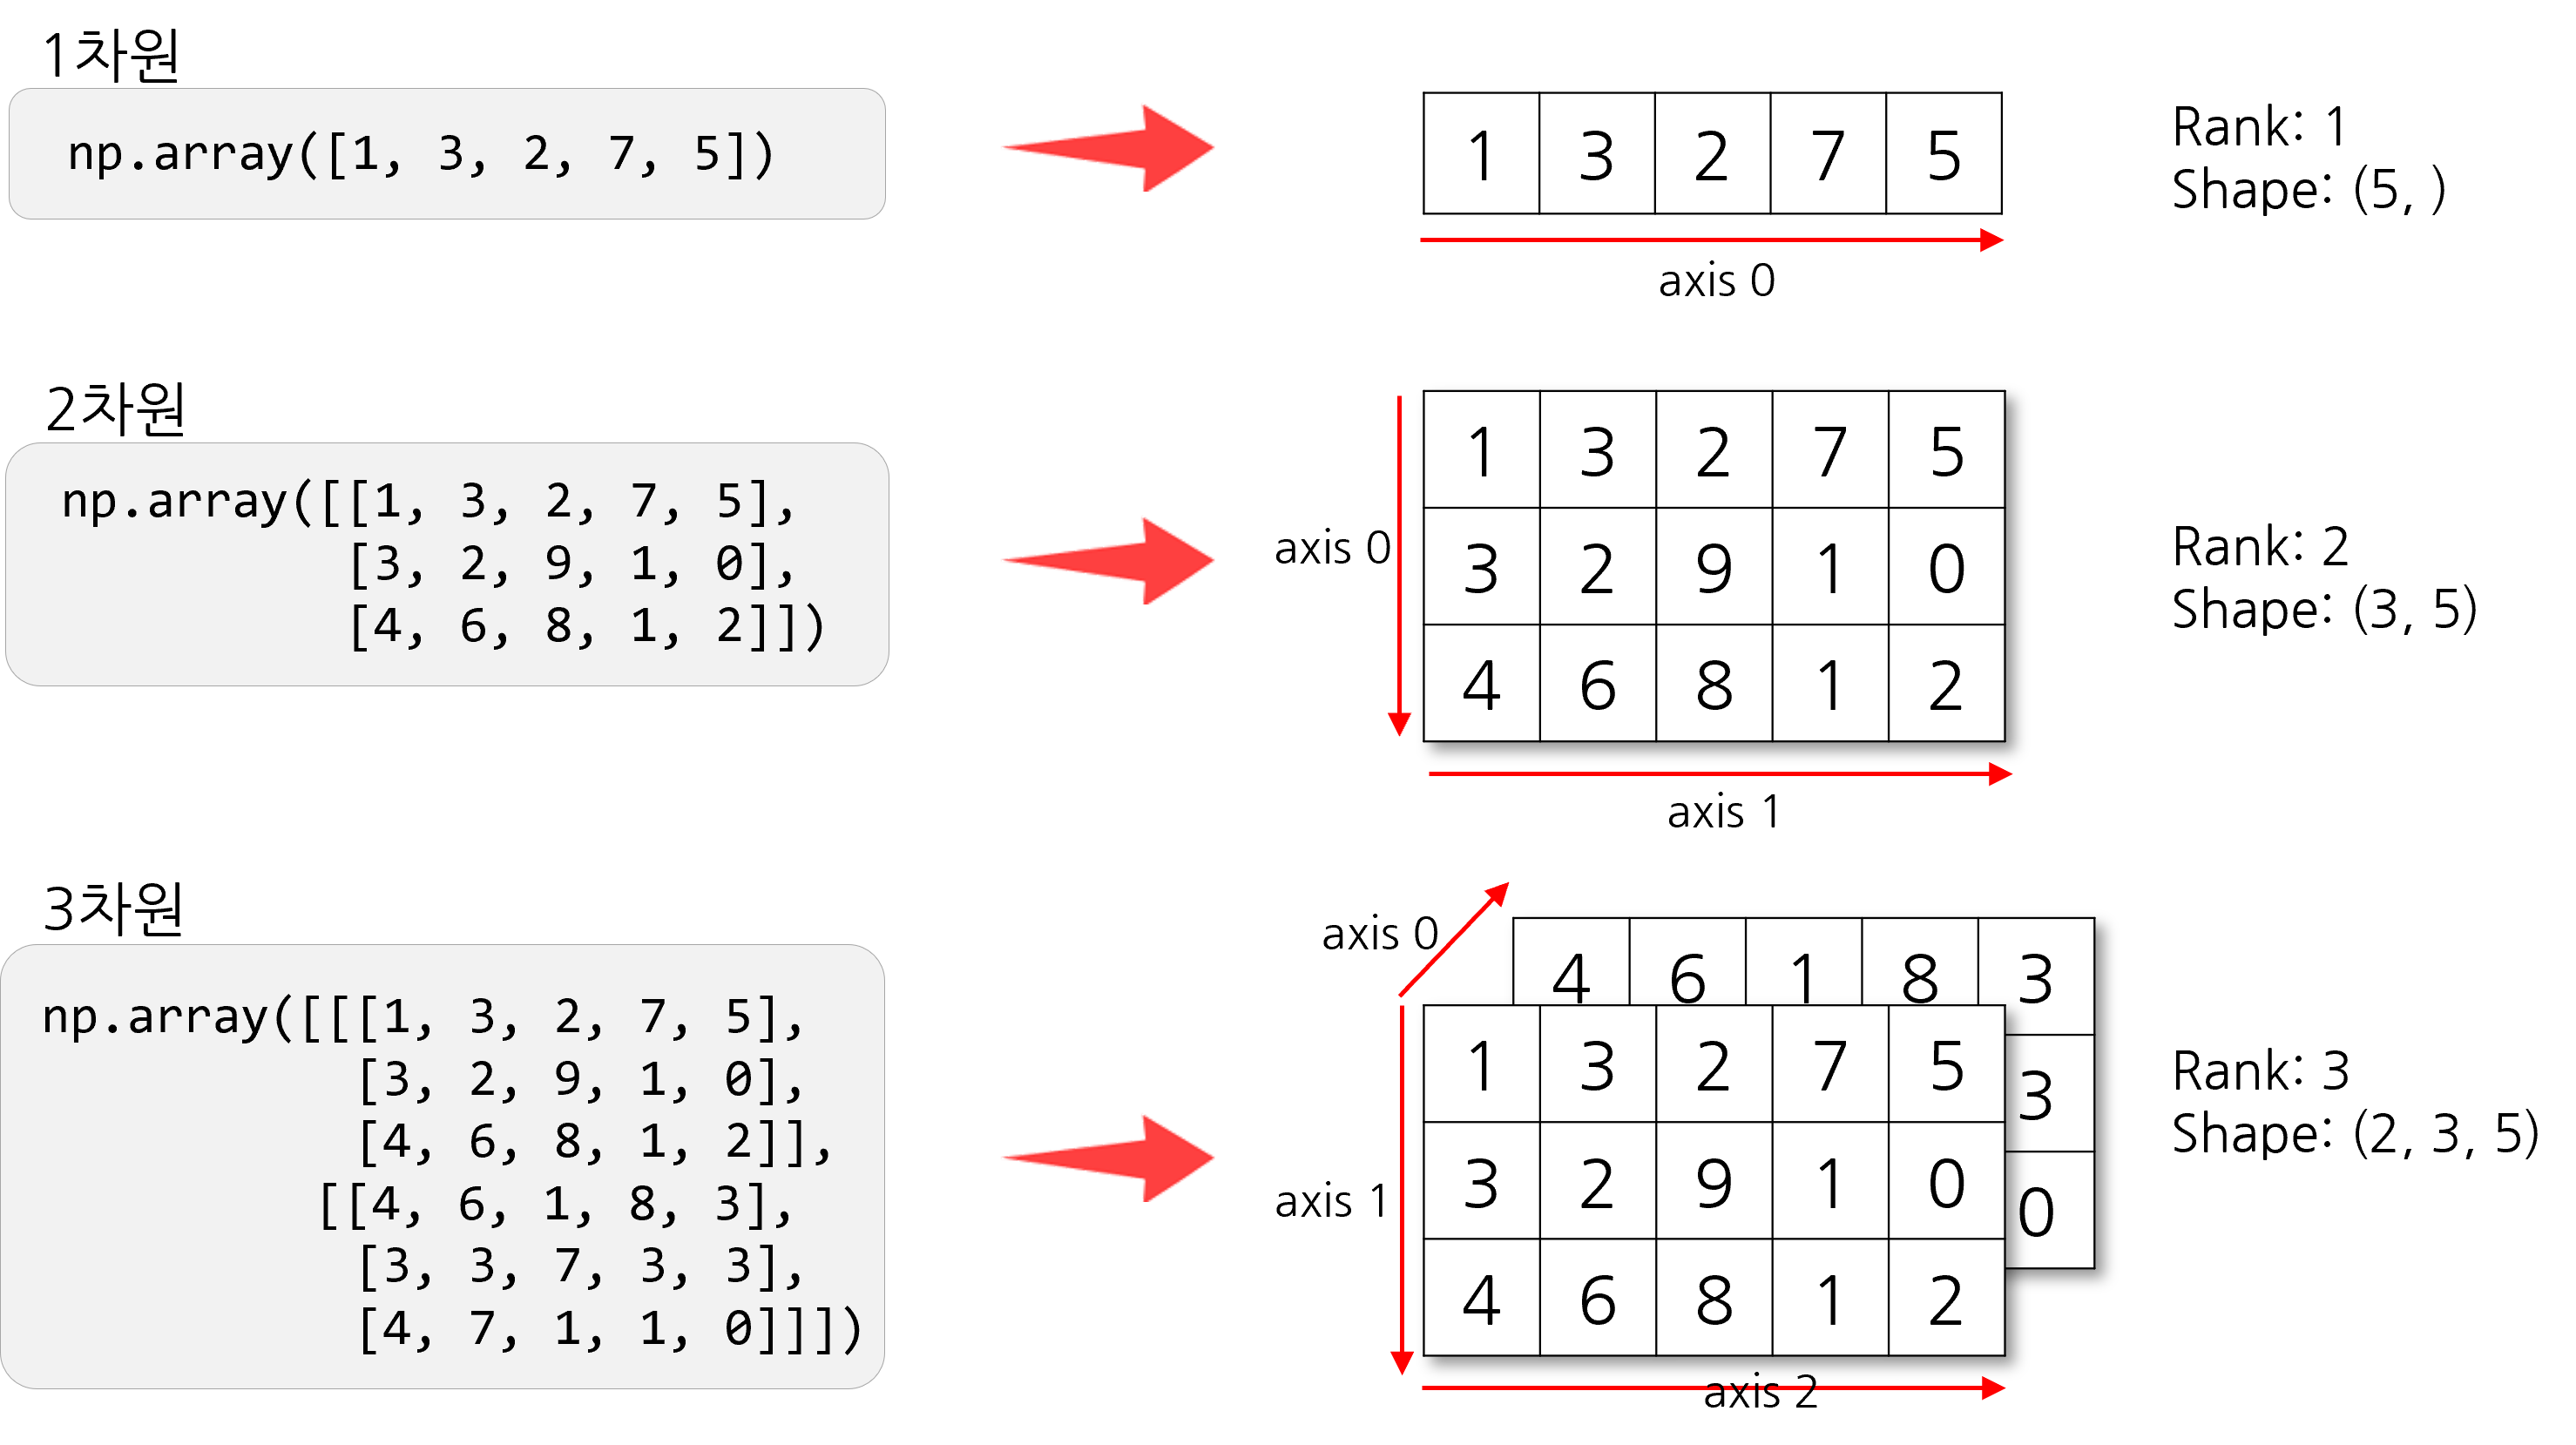 1차원
np.array([1, 3, 2, 7, 5])
1 3 2 7 5
axis 0
Rank: 1
Shape: (5, )
2차원
np.array([[1, 3, 2, 7, 5],
[3, 2, 9, 1, 0],
[4, 6, 8, 1, 2]])
axis 0
1 3 2 7 5
3 2 9 1 0
4 6 8 1 2
axis 1
Rank: 2
Shape: (3, 5)
3차원
np.array([[[1, 3, 2, 7, 5],
[3, 2, 9, 1, 0],
[4, 6, 8, 1, 2]],
[[4, 6, 1, 8, 3],
[3, 3, 7, 3, 3],
[4, 7, 1, 1, 0]]])
axis 0
4 6 1 8 3
3
0
axis 1
1 3 2 7 5
3 2 9 1 0
4 6 8 1 2
axis 2
Rank: 3
Shape: (2, 3, 5)